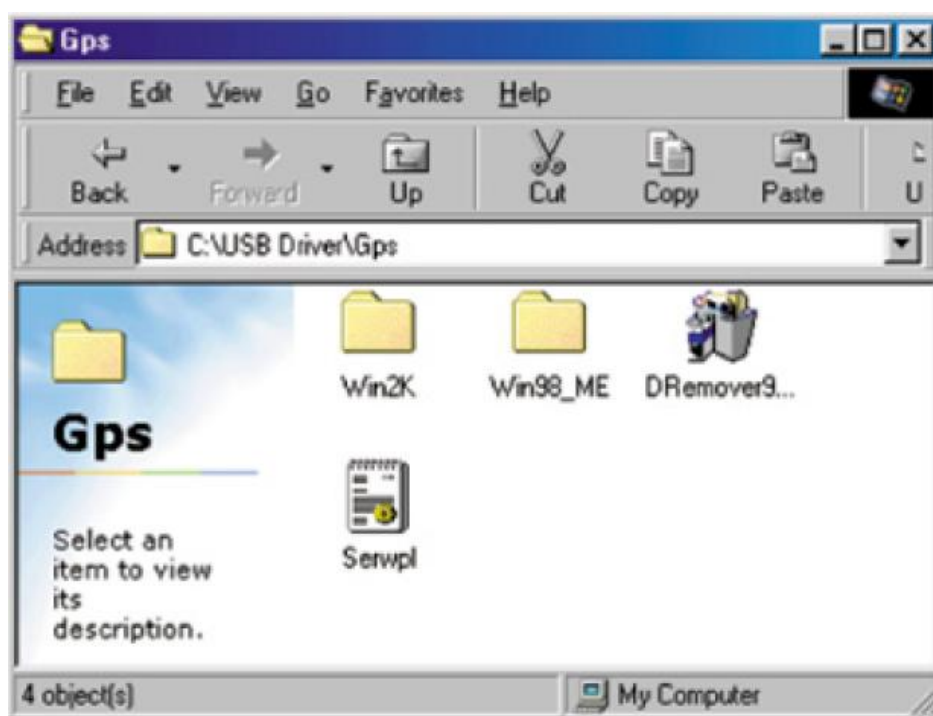 Gps
File Edit View Go Favorites Help
Back Forward Up Cut Copy Paste U
Address C:\USB Driver\Gps
Win2K Win98_ME DRemover9...
Gps
Serwpl
Select an
item to view
its
description.
4 object(s) My Computer